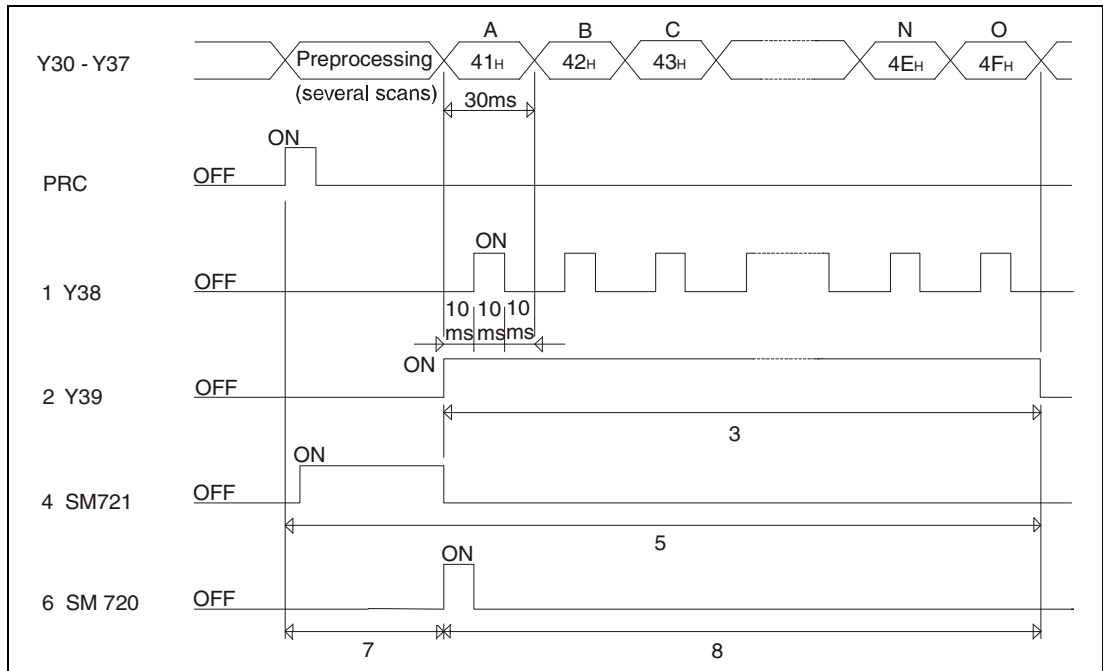 A B C N O
Y30 - Y37 Preprocessing 41H 42H 43H 4EH 4FH
(several scans) 30ms
ON
PRC OFF
ON
1 Y38 OFF
10 10 10
ms ms ms
ON
2 Y39 OFF
3
ON
4 SM721 OFF
5
ON
6 SM 720 OFF
7 8